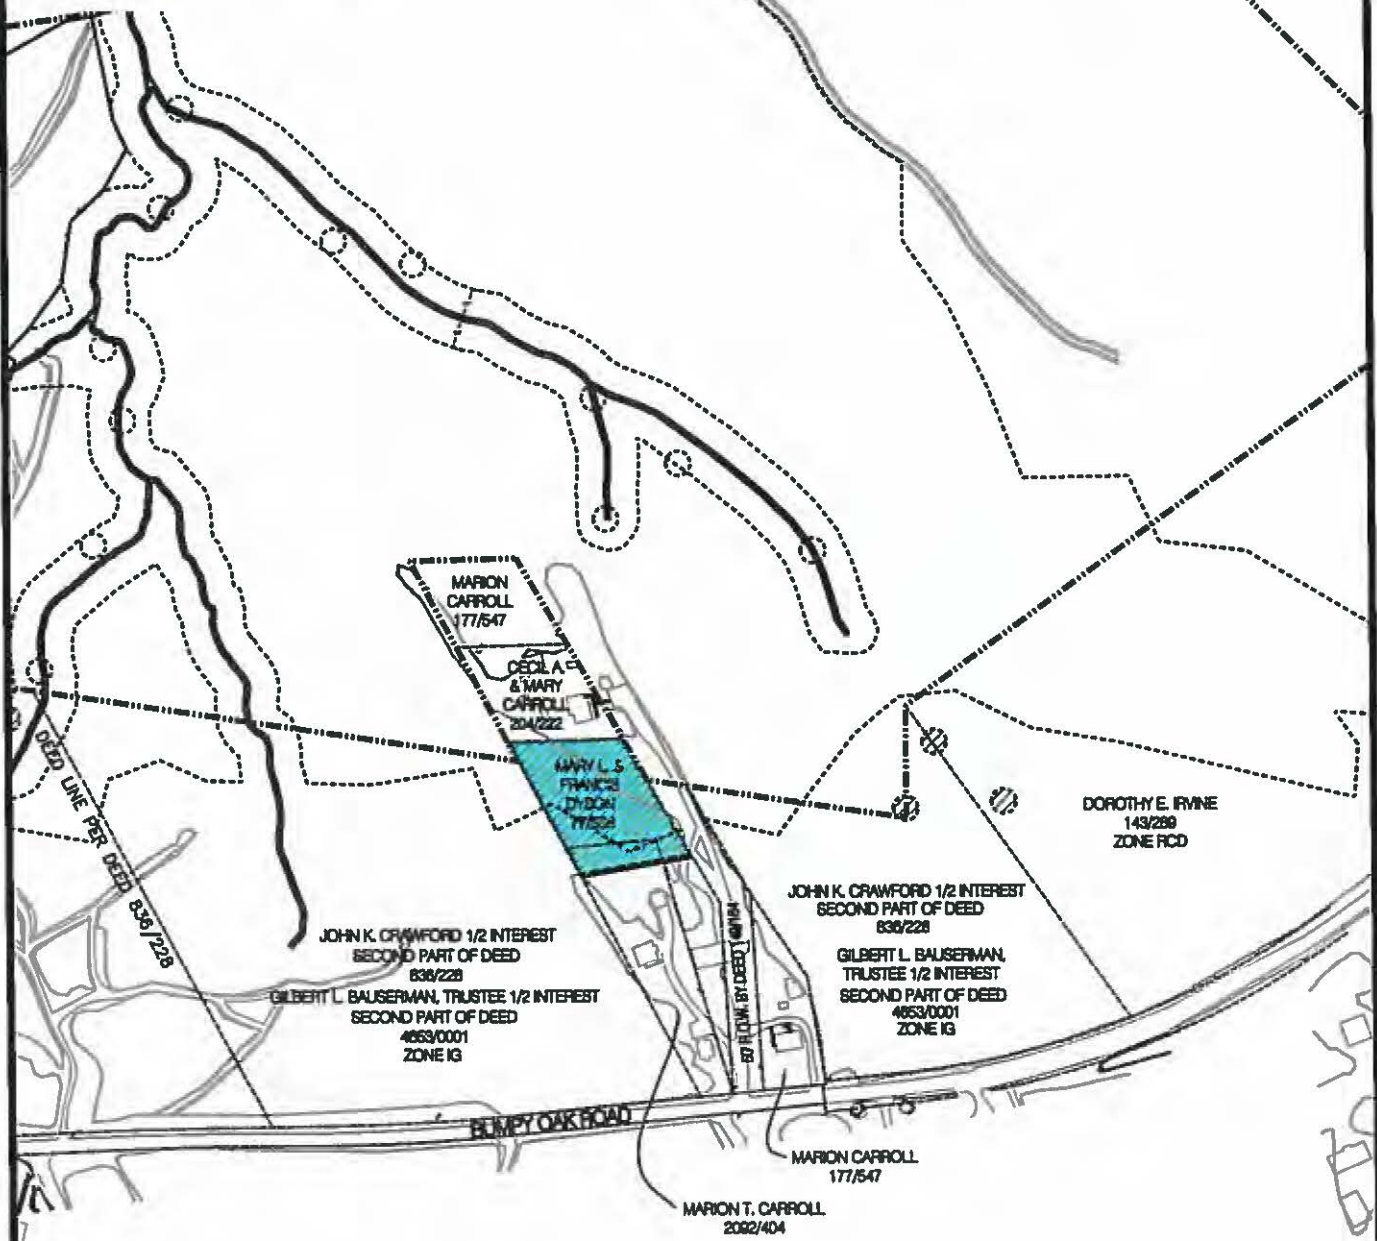 MARION
CARROLL
177/547
CECIL A
& MARY
CARROLL
204/222
MARY L &
FRANCIS
DYSON
DEED LINE PER DEED 836/228
DOROTHY E. IRVINE
143/289
ZONE RCD
JOHN K. CRAWFORD 1/2 INTEREST
SECOND PART OF DEED
836/228
GILBERT L. BAUSERMAN,
TRUSTEE 1/2 INTEREST
SECOND PART OF DEED
4653/0001
ZONE IG
JOHN K. CRAWFORD 1/2 INTEREST
SECOND PART OF DEED
836/228
GILBERT L. BAUSERMAN, TRUSTEE 1/2 INTEREST
SECOND PART OF DEED
4653/0001
ZONE IG
R.O.W. BY DEED
BUMPY OAK ROAD
MARION CARROLL
177/547
MARION T. CARROLL
2092/404